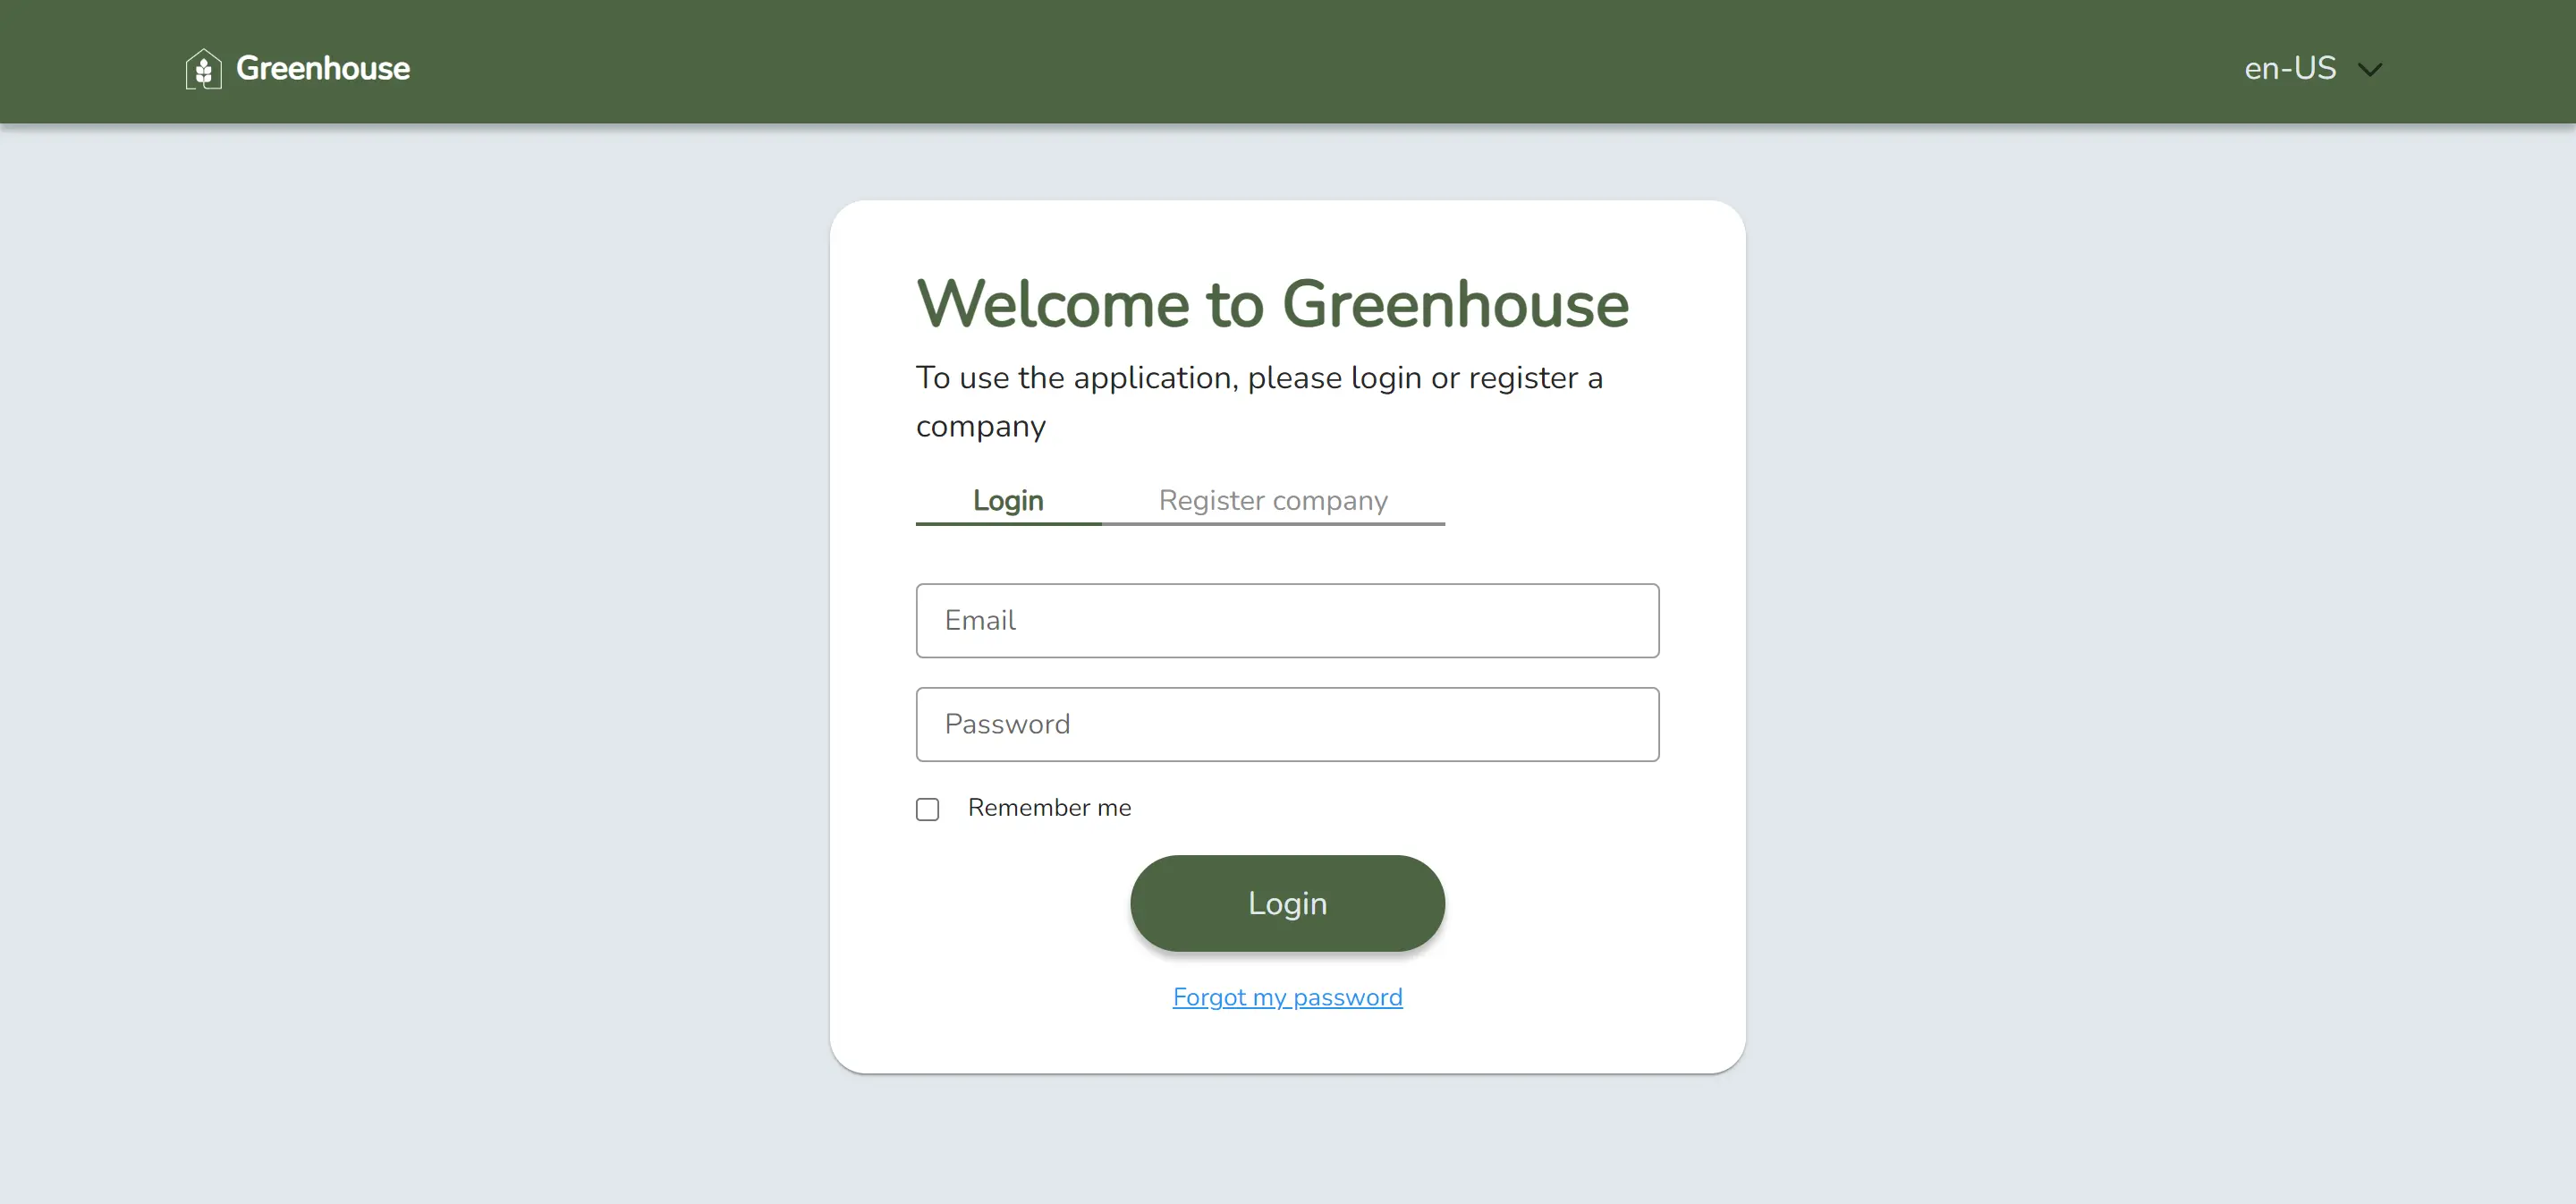 Greenhouse
en-US
Welcome to Greenhouse
To use the application, please login or register a
company
Login
Register company
Email
Password
Remember me
Login
Forgot my password